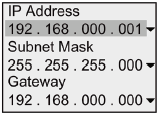 IP Address
192 . 168 . 000 . 001
Subnet Mask
255 . 255 . 255 . 000
Gateway
192 . 168 . 000 . 000